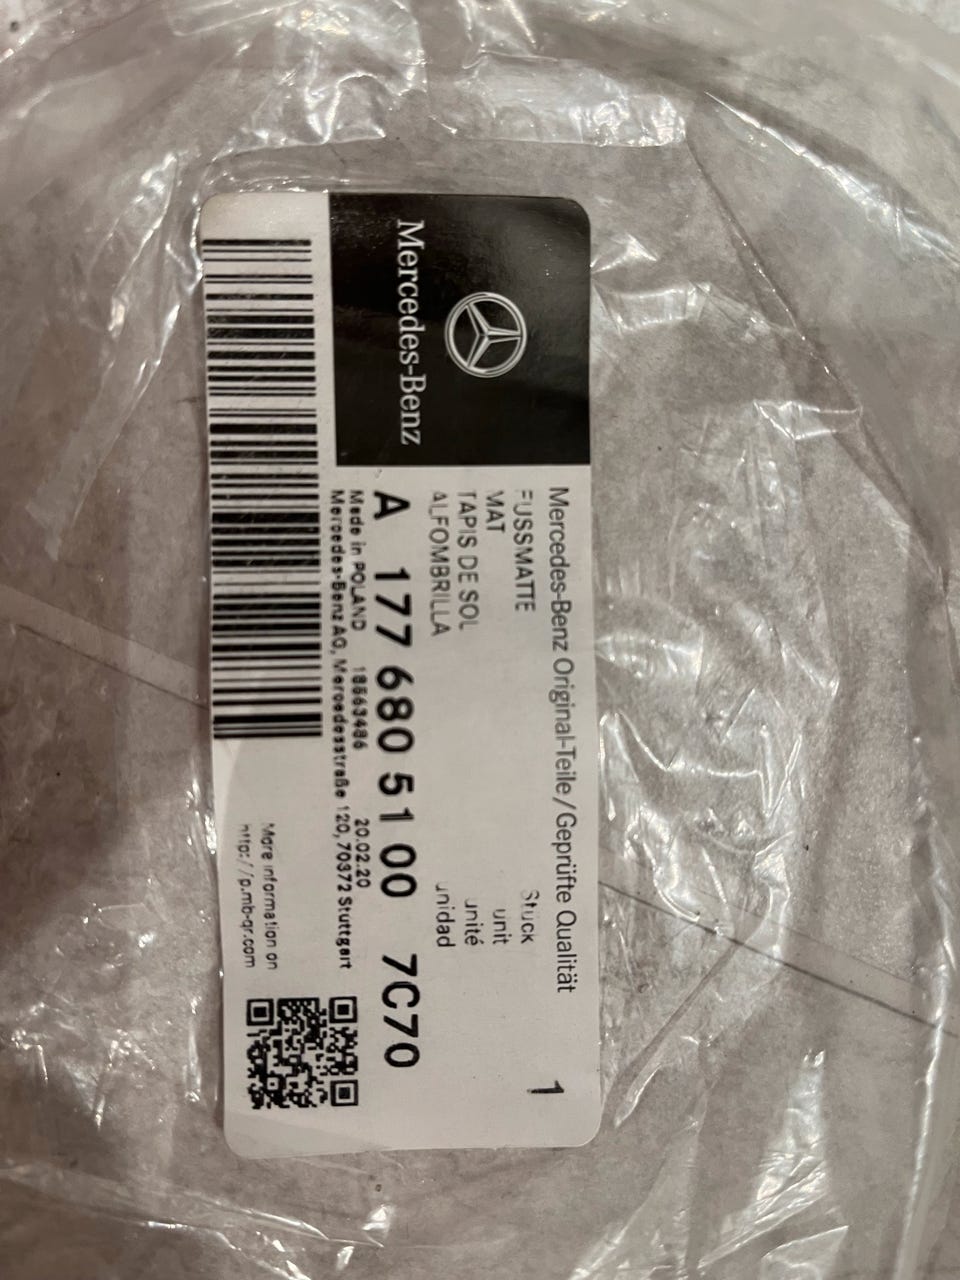 Mercedes-Benz
Mercedes-Benz Original-Teile/Geprüfte Qualität
FUSSMATTE Stück 1
MAT unit
TAPIS DE SOL unité
ALFOMBRILLA unidad
A 177 680 51 00 7C70
Made in POLAND 18563486 20.02.20
Mercedes-Benz AG, Mercedesstraße 120, 70372 Stuttgart
More information on
http://p.mb-qr.com